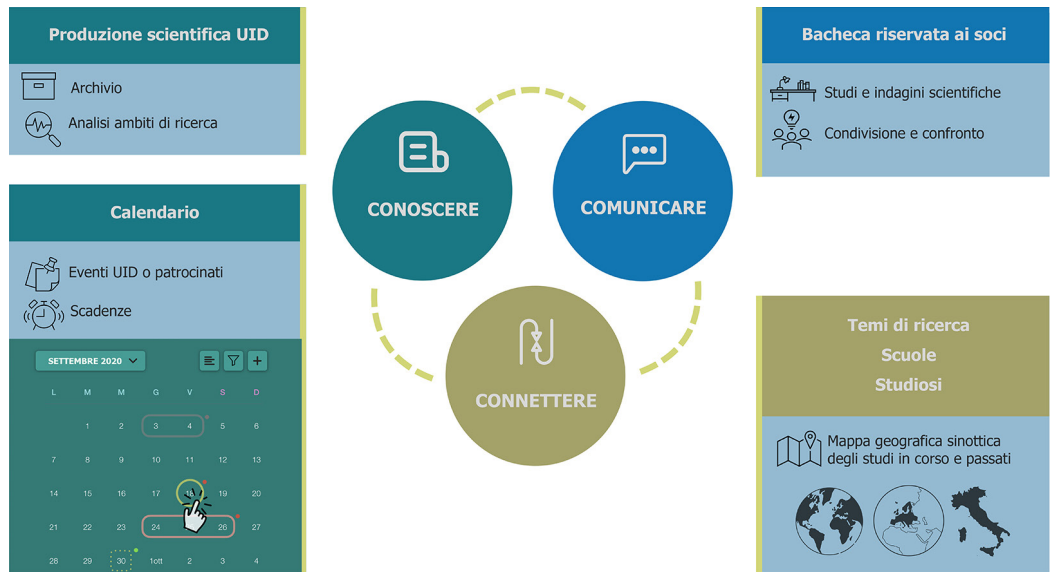 Produzione scientifica UID
Archivio
Analisi ambiti di ricerca
Calendario
Eventi UID o patrocinati
Scadenze
SETTEMBRE 2020
L M M G V S D
1 2 3 4 5 6
7 8 9 10 11 12 13
14 15 16 17 18 19 20
21 22 23 24 26 27
28 29 30 1ott 2 3 4
CONOSCERE
COMUNICARE
CONNETTERE
Bacheca riservata ai soci
Studi e indagini scientifiche
Condivisione e confronto
Temi di ricerca
Scuole
Studiosi
Mappa geografica sinottica
degli studi in corso e passati